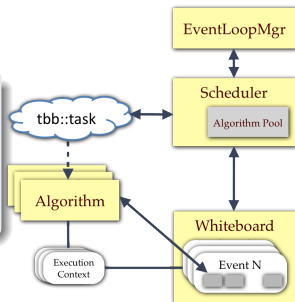 EventLoopMgr
Scheduler
Algorithm Pool
tbb::task
Algorithm
Whiteboard
Execution
Context
Event N